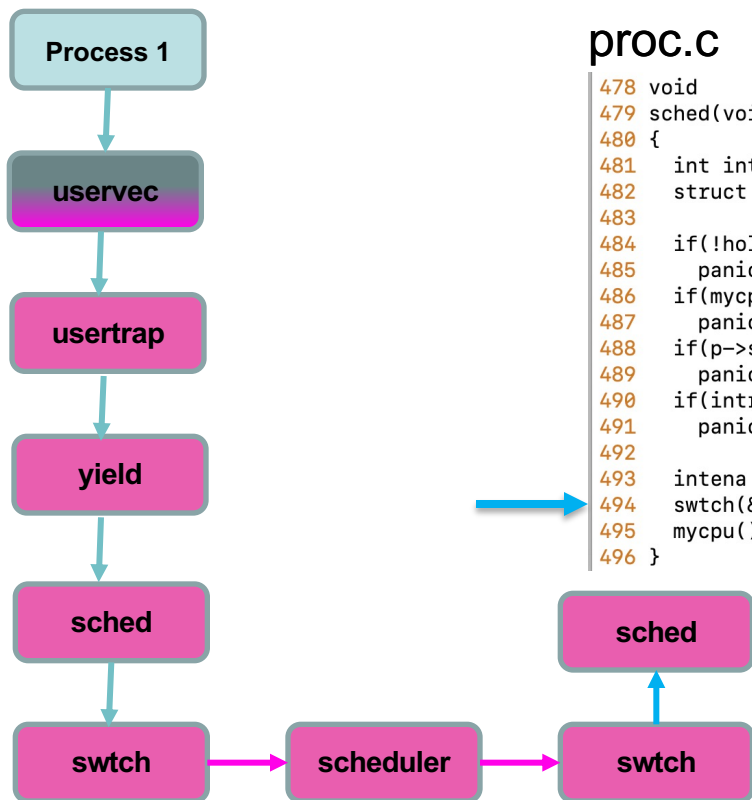 Process 1
uservec
usertrap
yield
sched
swtch
scheduler
swtch
sched
proc.c
478 void
479 sched(voi
480 {
481 int int
482 struct
483
484 if(!hol
485 panic
486 if(mycp
487 panic
488 if(p->s
489 panic
490 if(intr
491 panic
492
493 intena
494 swtch(&
495 mycpu()
496 }